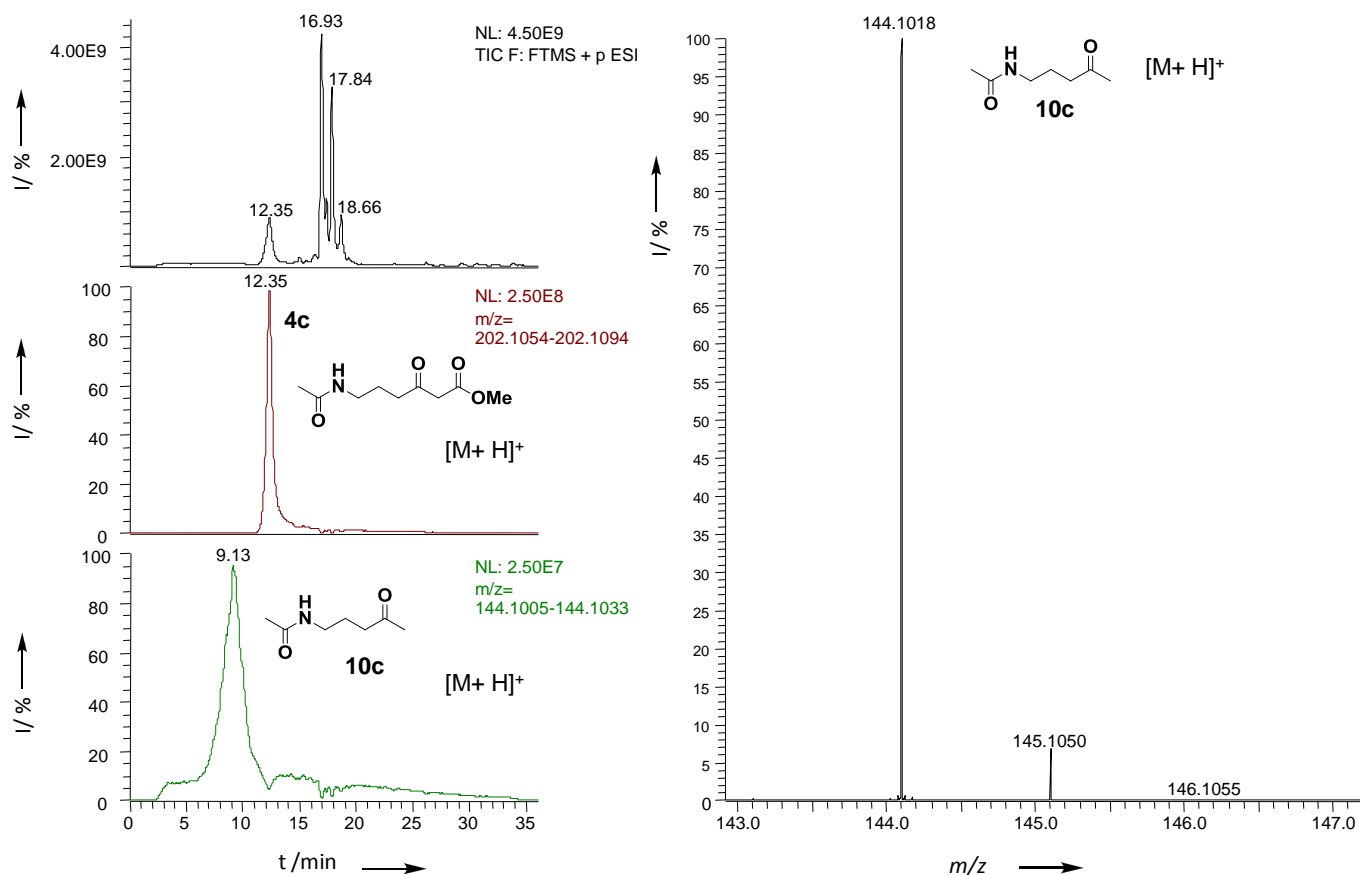 16.93
NL: 4.50E9
TIC F: FTMS + p ESI
4.00E9
17.84
2.00E9
12.35
18.66
I/ %
100
12.35
NL: 2.50E8
m/z=
202.1054-202.1094
4c
80
H
N
O
O
O
OMe
60
40
[M+ H]+
20
0
I/ %
100
9.13
NL: 2.50E7
m/z=
144.1005-144.1033
80
H
N
O
O
10c
60
[M+ H]+
40
20
0
I/ %
0
5
10
15
20
25
30
35
t /min
144.1018
H
N
O
O
10c
[M+ H]+
100
95
90
85
80
75
70
65
60
55
50
45
40
35
30
25
20
15
10
5
0
I/ %
145.1050
146.1055
143.0
144.0
145.0
146.0
147.0
m/z